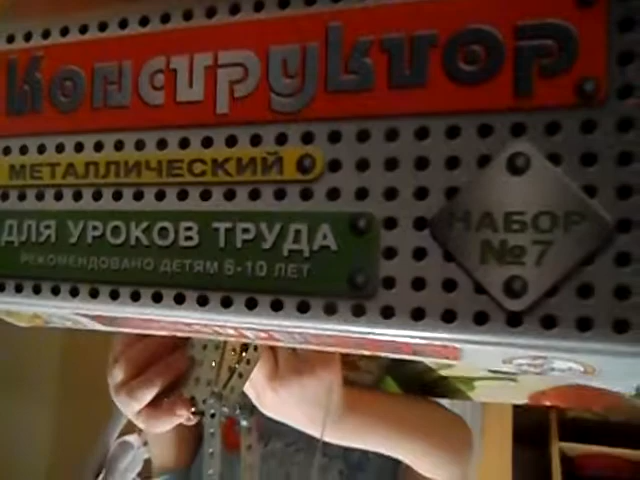 Конструктор
МЕТАЛЛИЧЕСКИЙ
ДЛЯ УРОКОВ ТРУДА
РЕКОМЕНДОВАНО ДЕТЯМ 6-10 ЛЕТ
НАБОР
№7